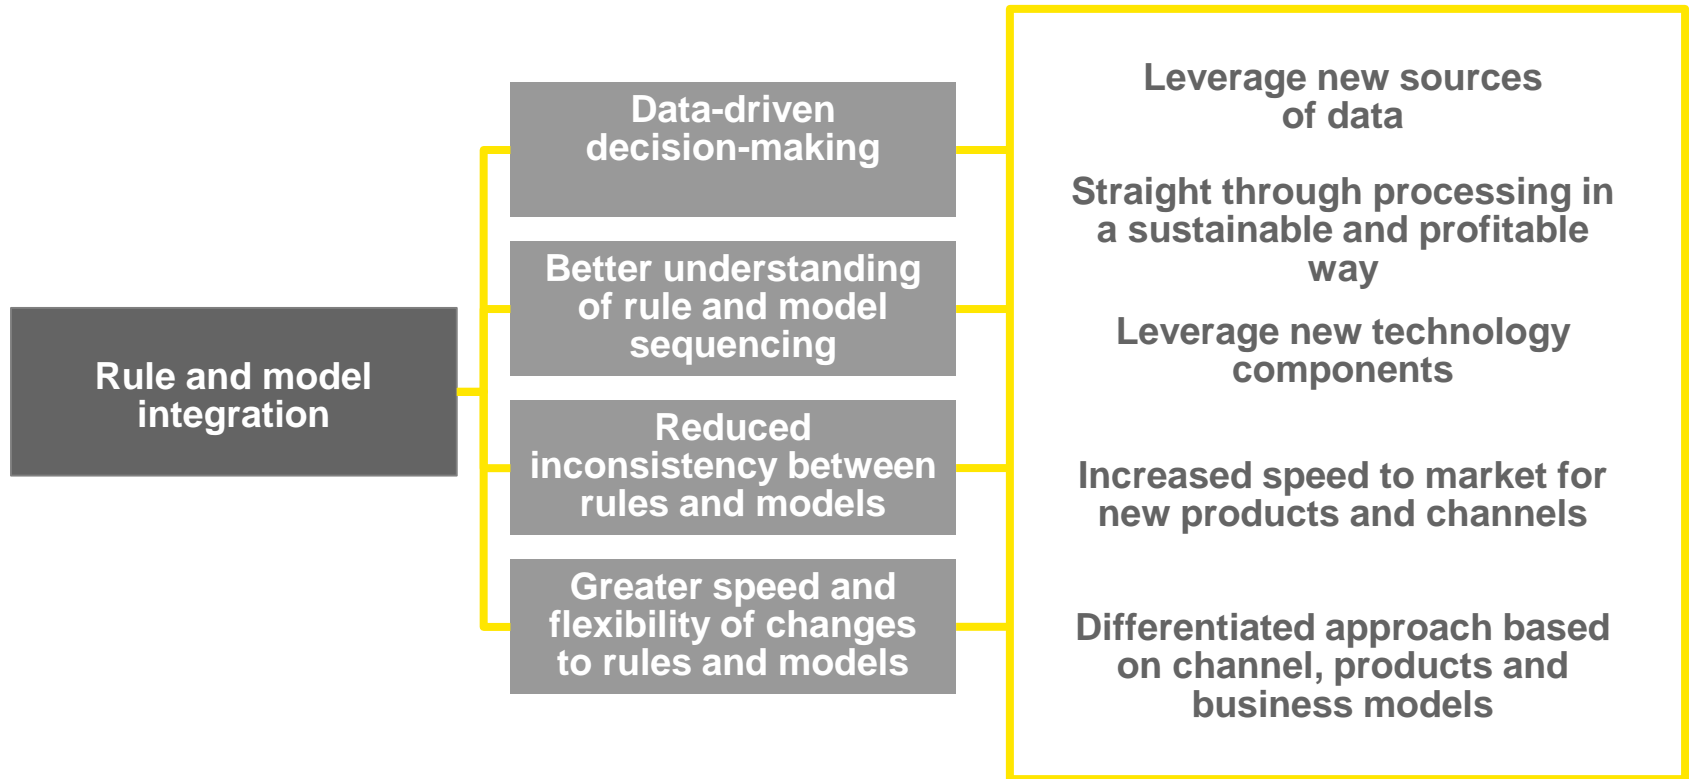 Rule and model
integration
Data-driven
decision-making
Better understanding
of rule and model
sequencing
Reduced
inconsistency between
rules and models
Greater speed and
flexibility of changes
to rules and models
Leverage new sources
of data
Straight through processing in
a sustainable and profitable
way
Leverage new technology
components
Increased speed to market for
new products and channels
Differentiated approach based
on channel, products and
business models